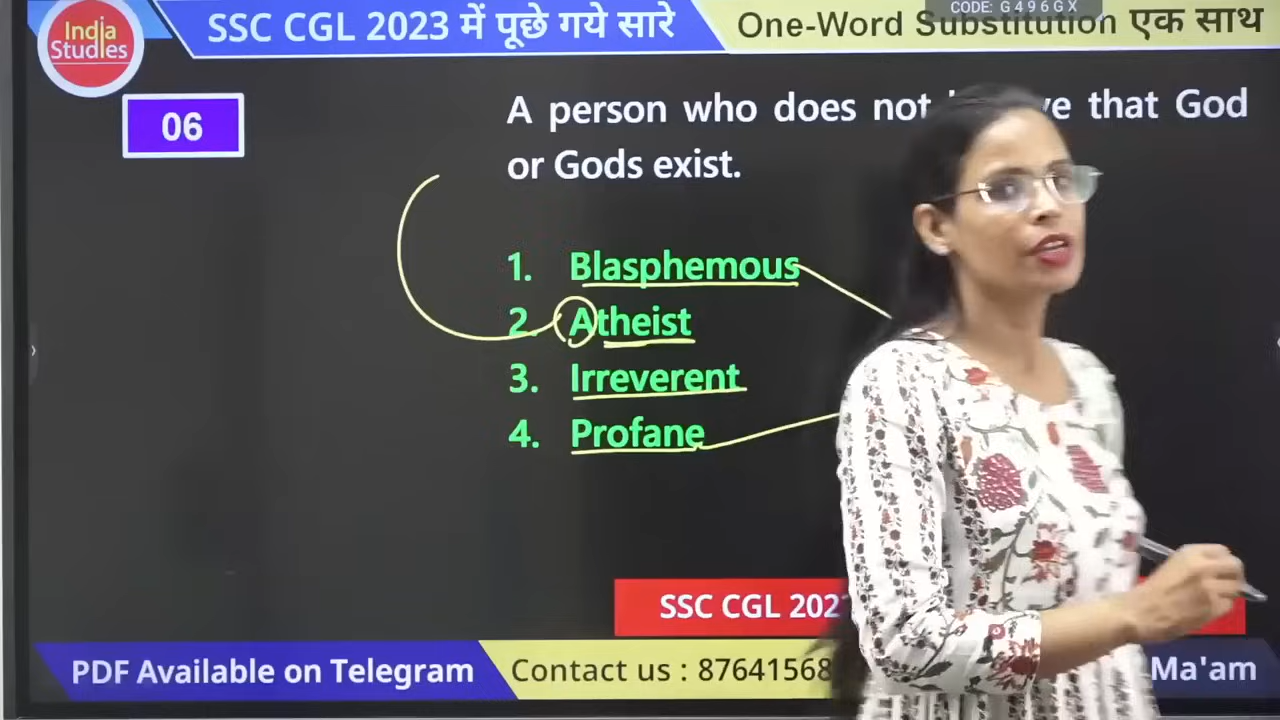 India
Studies
SSC CGL 2023 में पूछे गये सारे
CODE: G496GX
One-Word Substitution एक साथ
06
A person who does not that God
or Gods exist.
1. Blasphemous
2. Atheist
3. Irreverent
4. Profane
SSC CGL
PDF Available on Telegram
Contact us : 87641568
Ma'am